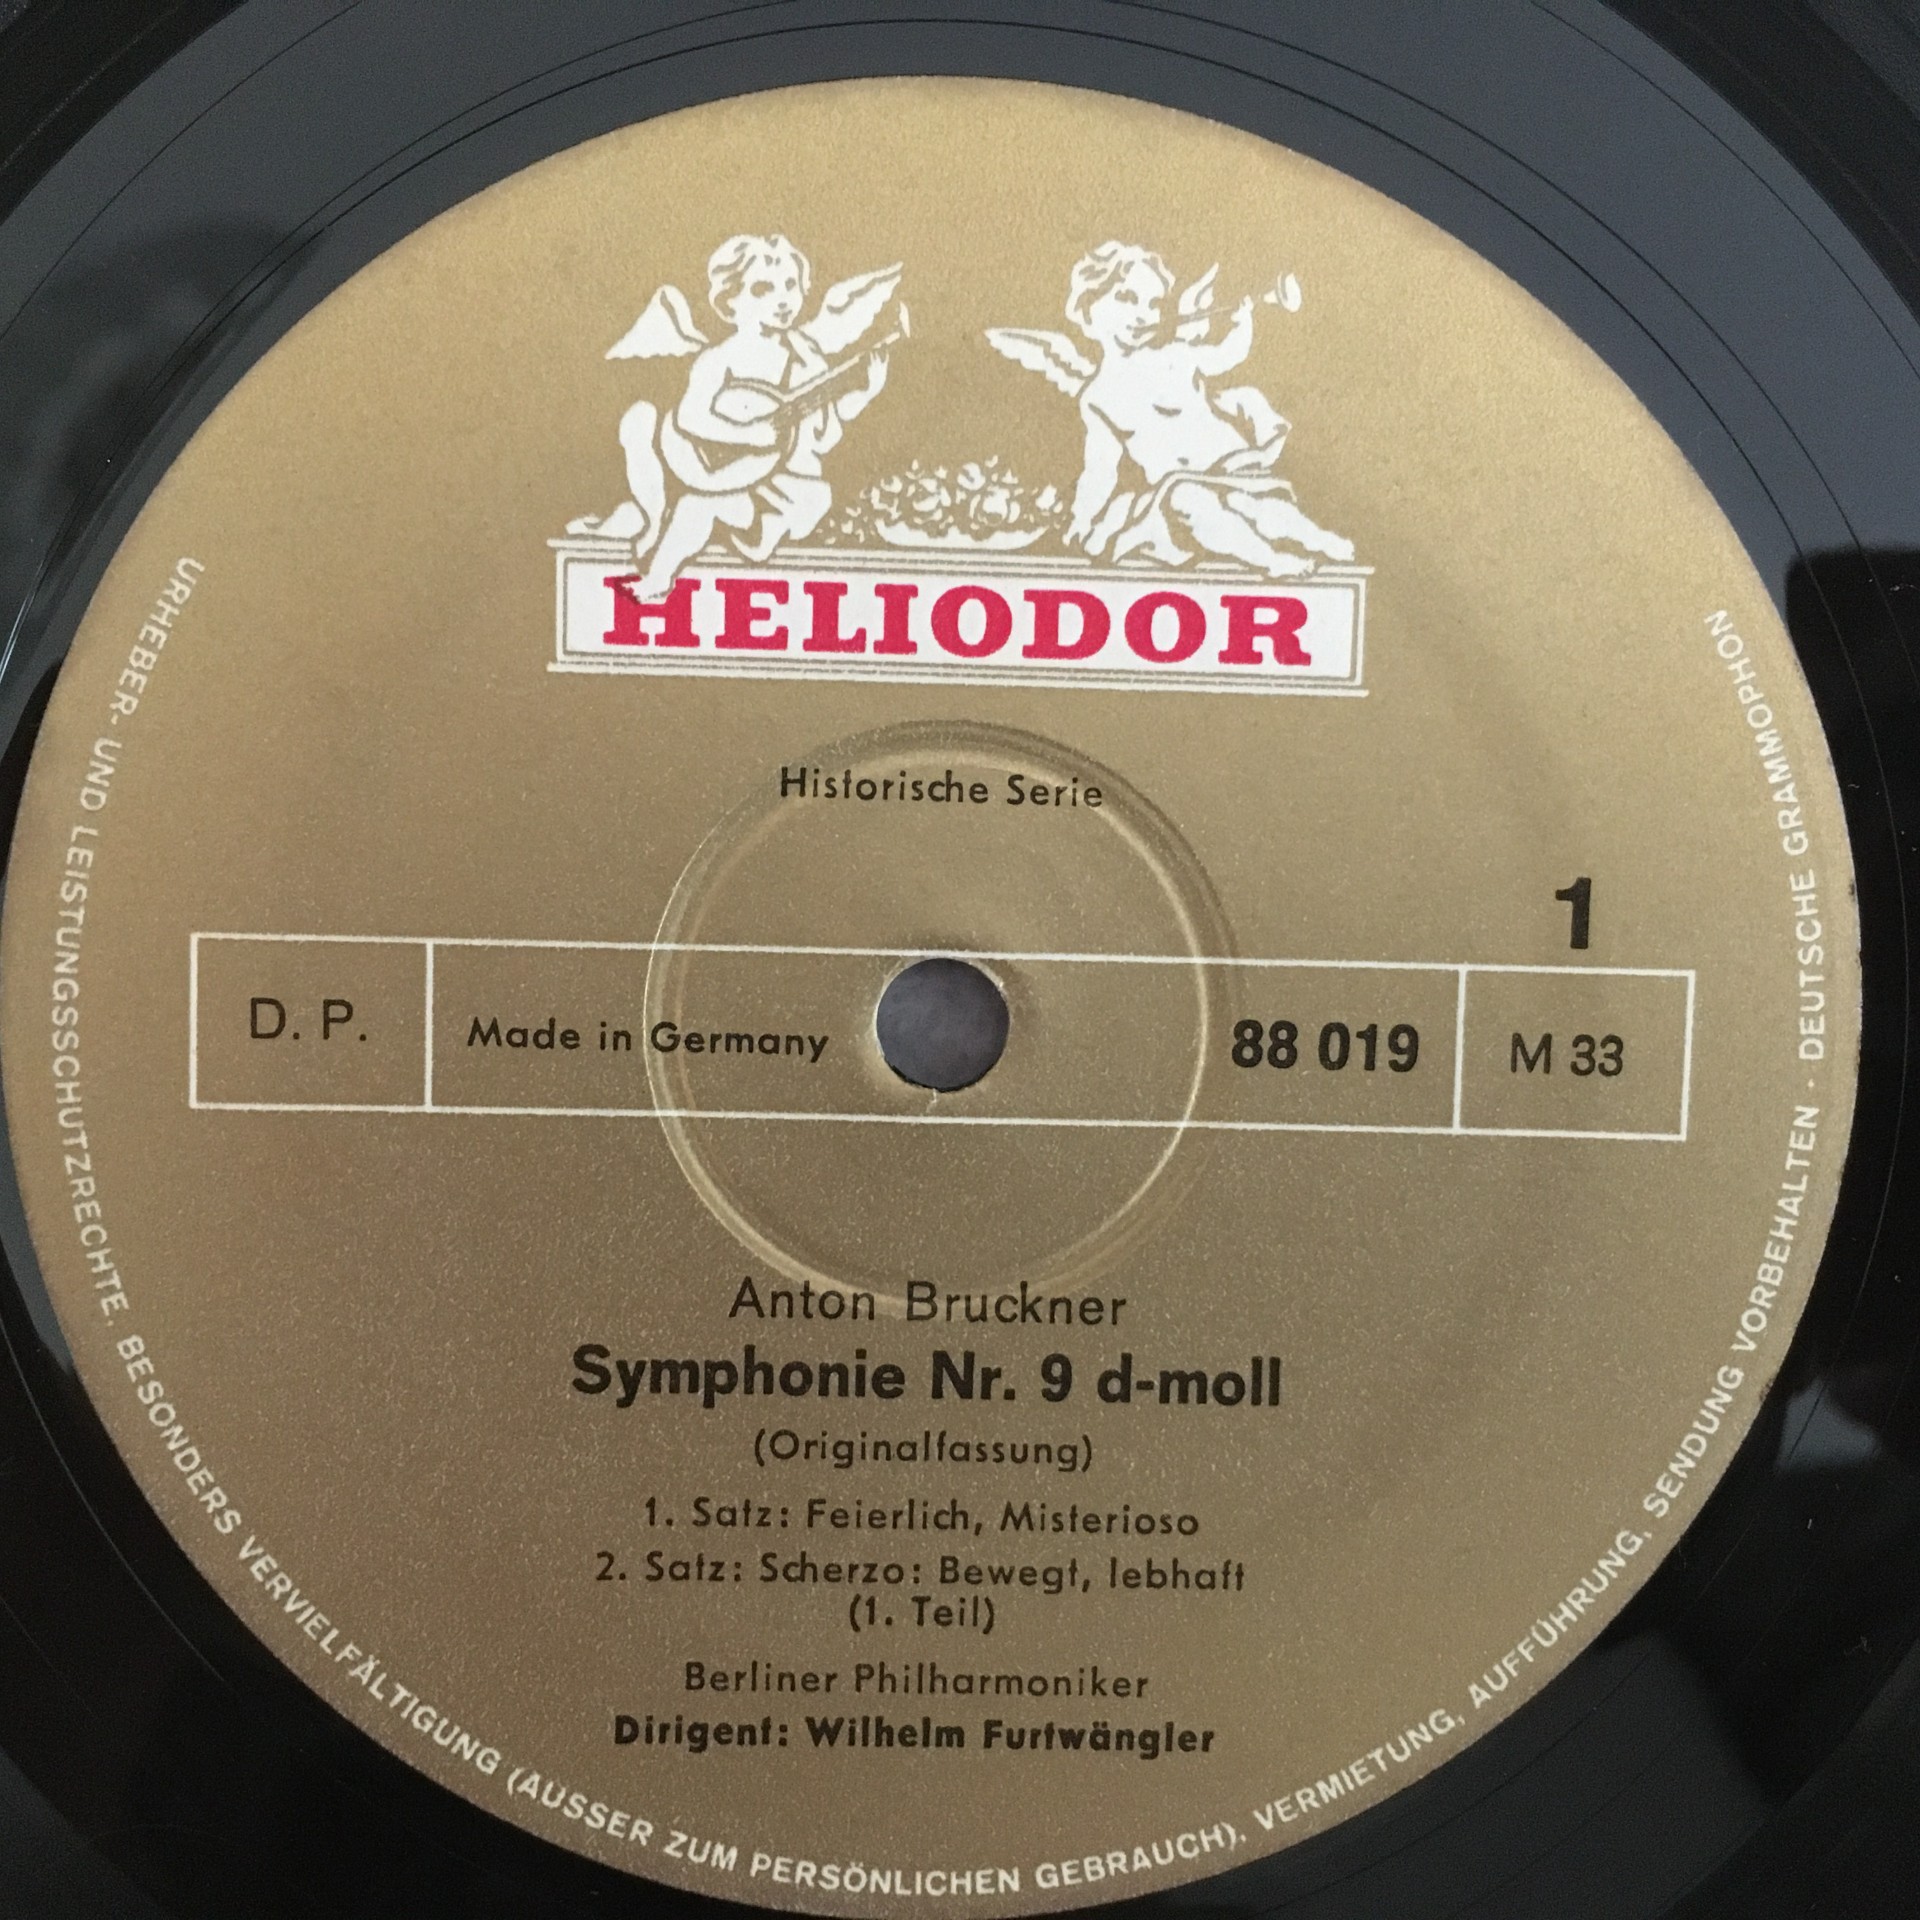 HELIODOR
Historische Serie
1
D. P.
Made in Germany
88 019
M 33
Anton Bruckner
Symphonie Nr. 9 d-moll
(Originalfassung)
1. Satz: Feierlich, Misterioso
2. Satz: Scherzo: Bewegt, lebhaft
(1. Teil)
Berliner Philharmoniker
Dirigent: Wilhelm Furtwängler
URHEBER- UND LEISTUNGSSCHUTZRECHTE, BESONDERS VERVIELFÄLTIGUNG (AUSSER ZUM PERSÖNLICHEN GEBRAUCH), VERMIETUNG, AUFFÜHRUNG, SENDUNG VORBEHALTEN · DEUTSCHE GRAMMOPHON